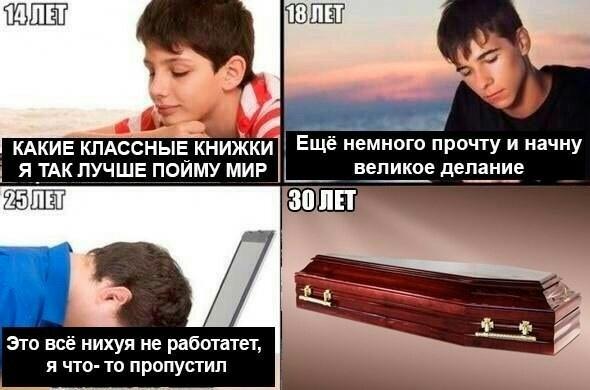 14 ЛЕТ
КАКИЕ КЛАССНЫЕ КНИЖКИ
Я ТАК ЛУЧШЕ ПОЙМУ МИР
18 ЛЕТ
Ещё немного прочту и начну
великое делание
25 ЛЕТ
Это всё нихуя не работатет,
я что- то пропустил
30 ЛЕТ